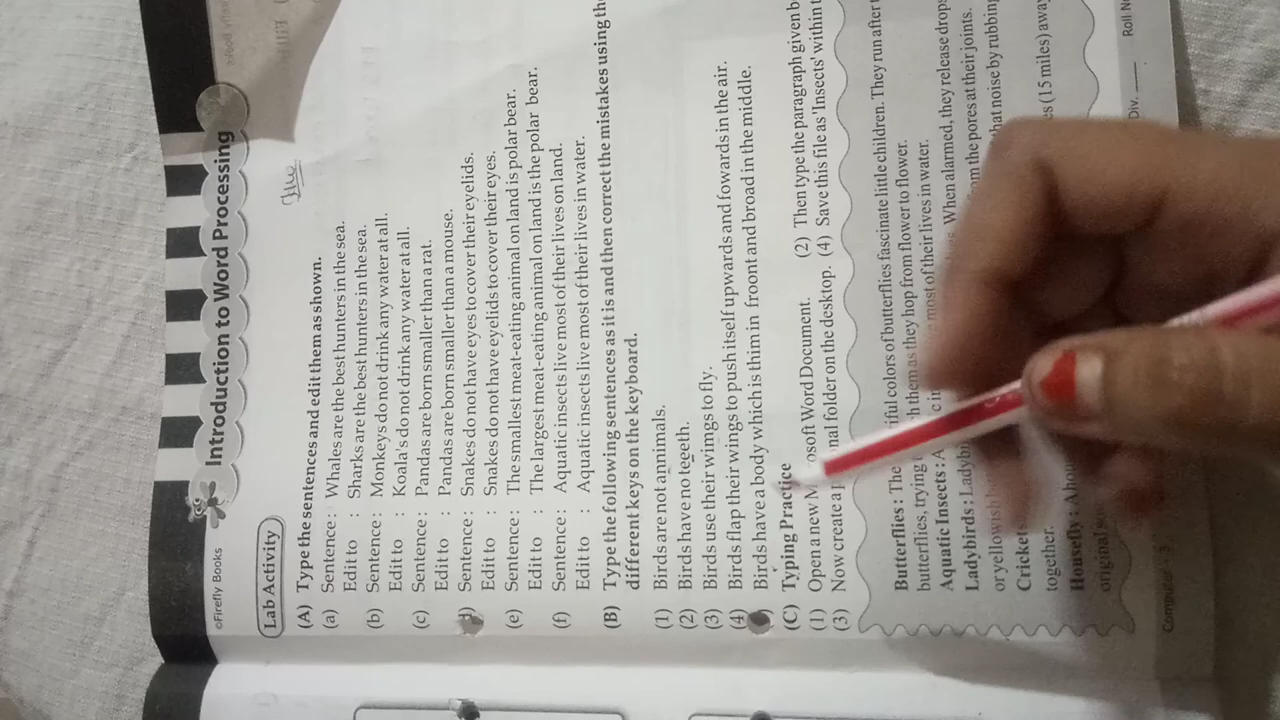 ©Firefly Books
Introduction to Word Processing
Lab Activity
(A) Type the sentences and edit them as shown.
(a) Sentence : Whales are the best hunters in the sea.
Edit to : Sharks are the best hunters in the sea.
(b) Sentence : Monkeys do not drink any water at all.
Edit to : Koala's do not drink any water at all.
(c) Sentence : Pandas are born smaller than a rat.
Edit to : Pandas are born smaller than a mouse.
Sentence : Snakes do not have eyes to cover their eyelids.
Edit to : Snakes do not have eyelids to cover their eyes.
(e) Sentence : The smallest meat-eating animal on land is polar bear.
Edit to : The largest meat-eating animal on land is the polar bear.
(f) Sentence : Aquatic insects live most of their lives on land.
Edit to : Aquatic insects live most of their lives in water.
(B) Type the following sentences as it is and then correct the mistakes using the
different keys on the keyboard.
(1) Birds are not animals.
(2) Birds have no teeeth.
(3) Birds use their wings to fly.
(4) Birds flap their wings to push itself upwards and fowards in the air.
Birds have a body which is thim in froont and broad in the middle.
(C) Typing Practice
(1) Open a new Word Document. (2) Then type the paragraph given
(3) Now create a folder on the desktop. (4) Save this file as 'Insects' within
Butterflies : The colors of butterflies fascinate little children. They run after
butterflies, trying them as they hop from flower to flower.
Aquatic Insects : most of their lives in water.
Ladybirds : When alarmed, they release drops
or yellowish from the pores at their joints.
that noise by rubbing
together.
Housefly : (15 miles) away
original
Computer - 3
Div.
Roll